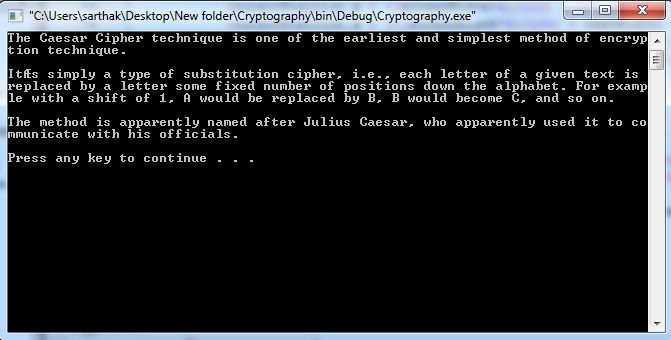 "C:\Users\sarthak\Desktop\New folder\Cryptography\bin\Debug\Cryptography.exe"
The Caesar Cipher technique is one of the earliest and simplest method of encryp
tion technique.
simply a type of substitution cipher, i.e., each letter of a given text is
replaced by a letter some fixed number of positions down the alphabet. For examp
le with a shift of 1, A would be replaced by B, B would become C, and so on.
The method is apparently named after Julius Caesar, who apparently used it to co
mmunicate with his officials.
Press any key to continue . . .